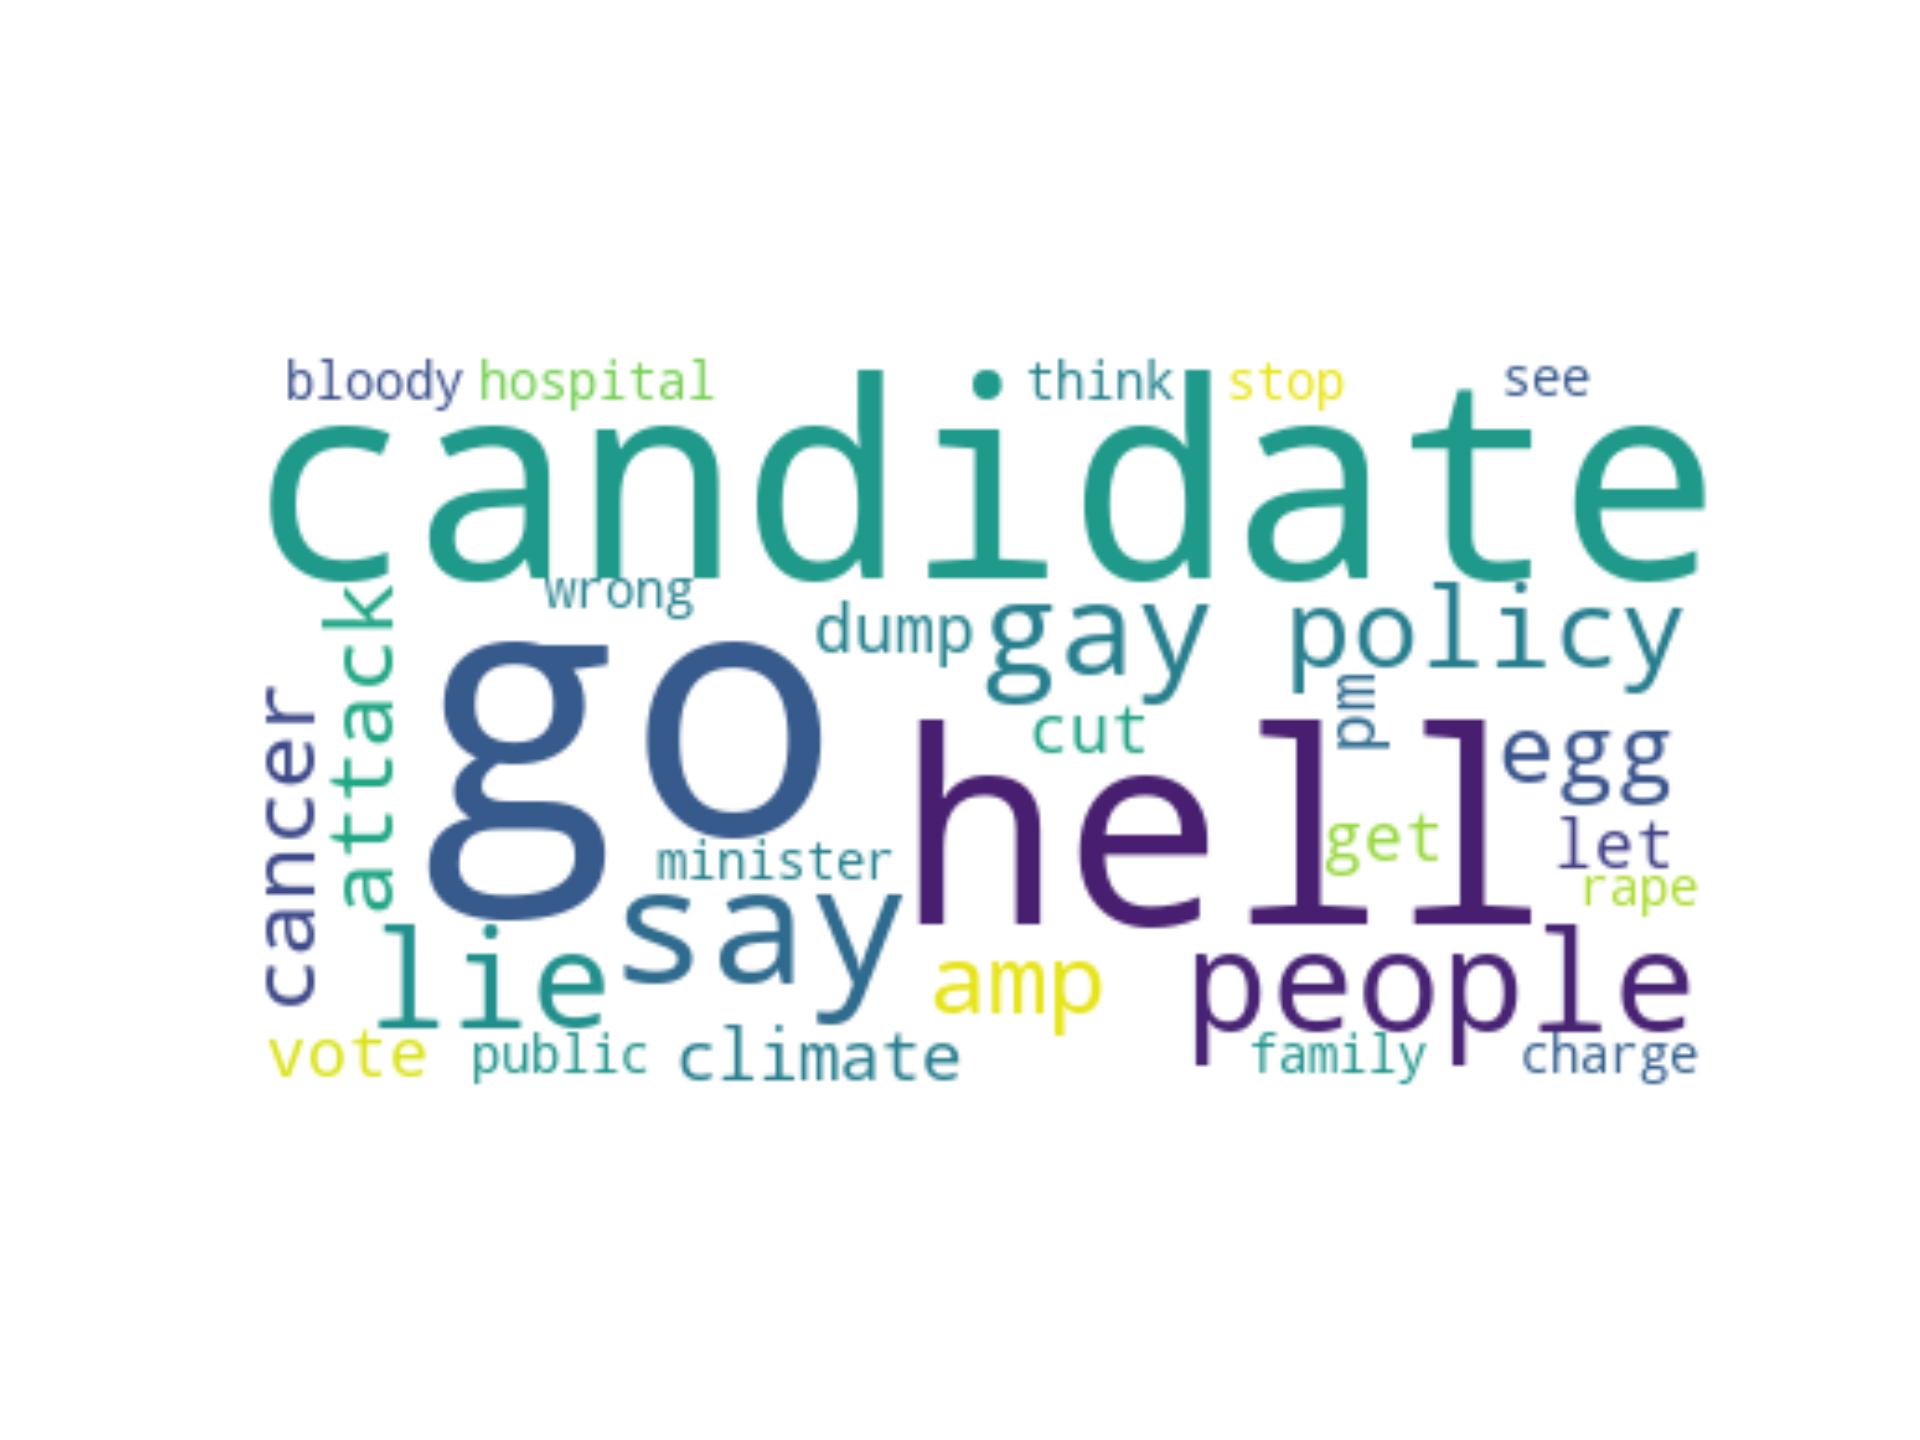 bloody hospital think stop see
candidate
wrong
attack
dump gay policy
pm
go
cut
hell
egg
cancer
get
let
minister
rape
say
lie
amp
people
vote public climate family charge